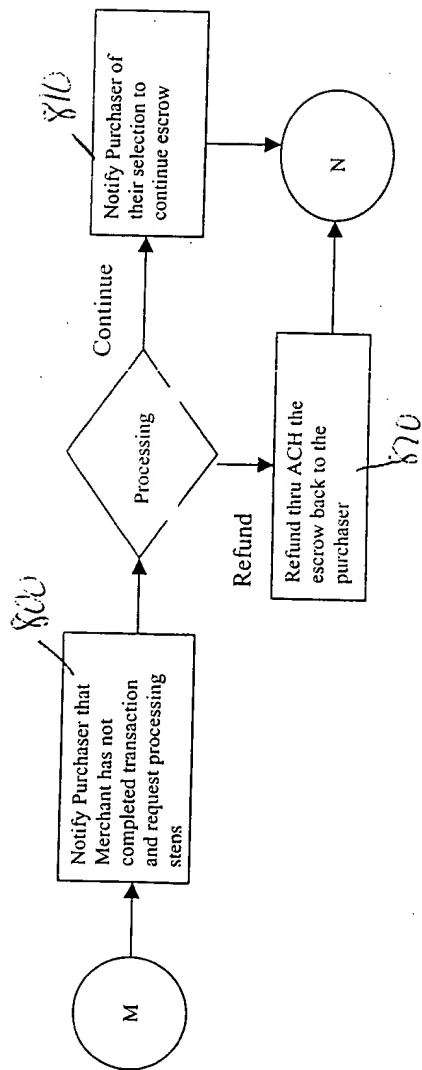 M
800
Notify Purchaser that
Merchant has not
completed transaction
and request processing
stens
Processing
Continue
810
Notify Purchaser of
their selection to
continue escrow
Refund
Refund thru ACH the
escrow back to the
purchaser
820
N